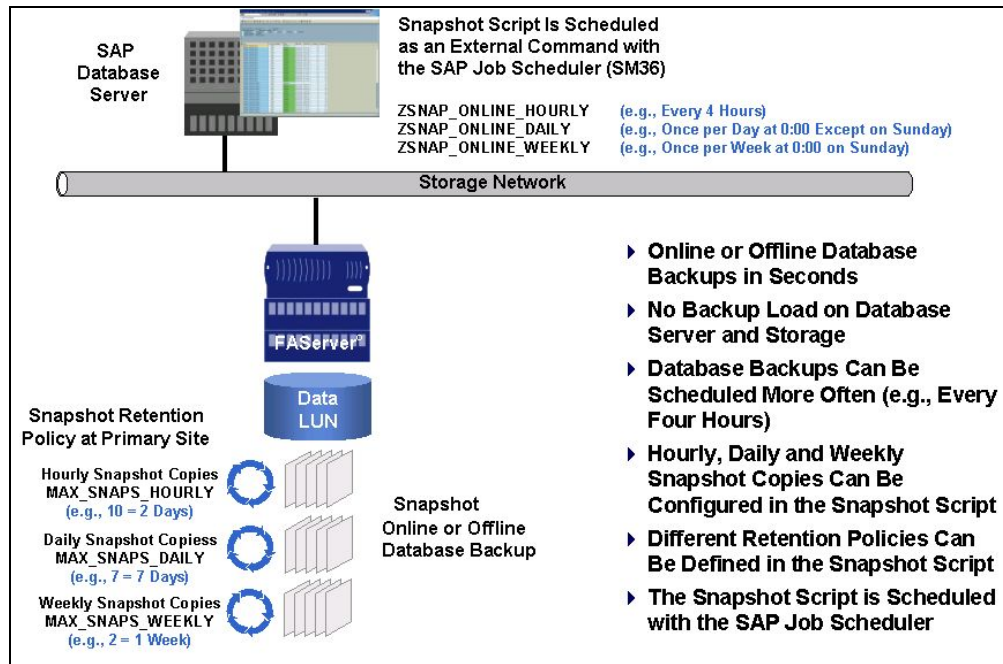 SAP
Database
Server
Snapshot Script Is Scheduled
as an External Command with
the SAP Job Scheduler (SM36)
ZSNAP_ONLINE_HOURLY (e.g., Every 4 Hours)
ZSNAP_ONLINE_DAILY (e.g., Once per Day at 0:00 Except on Sunday)
ZSNAP_ONLINE_WEEKLY (e.g., Once per Week at 0:00 on Sunday)
Storage Network
FAServer
Data
LUN
Snapshot Retention
Policy at Primary Site
Hourly Snapshot Copies
MAX_SNAPS_HOURLY
(e.g., 10 = 2 Days)
Daily Snapshot Copiess
MAX_SNAPS_DAILY
(e.g., 7 = 7 Days)
Weekly Snapshot Copies
MAX_SNAPS_WEEKLY
(e.g., 2 = 1 Week)
Snapshot
Online or Offline
Database Backup
Online or Offline Database
Backups in Seconds
No Backup Load on Database
Server and Storage
Database Backups Can Be
Scheduled More Often (e.g., Every
Four Hours)
Hourly, Daily and Weekly
Snapshot Copies Can Be
Configured in the Snapshot Script
Different Retention Policies Can
Be Defined in the Snapshot Script
The Snapshot Script is Scheduled
with the SAP Job Scheduler